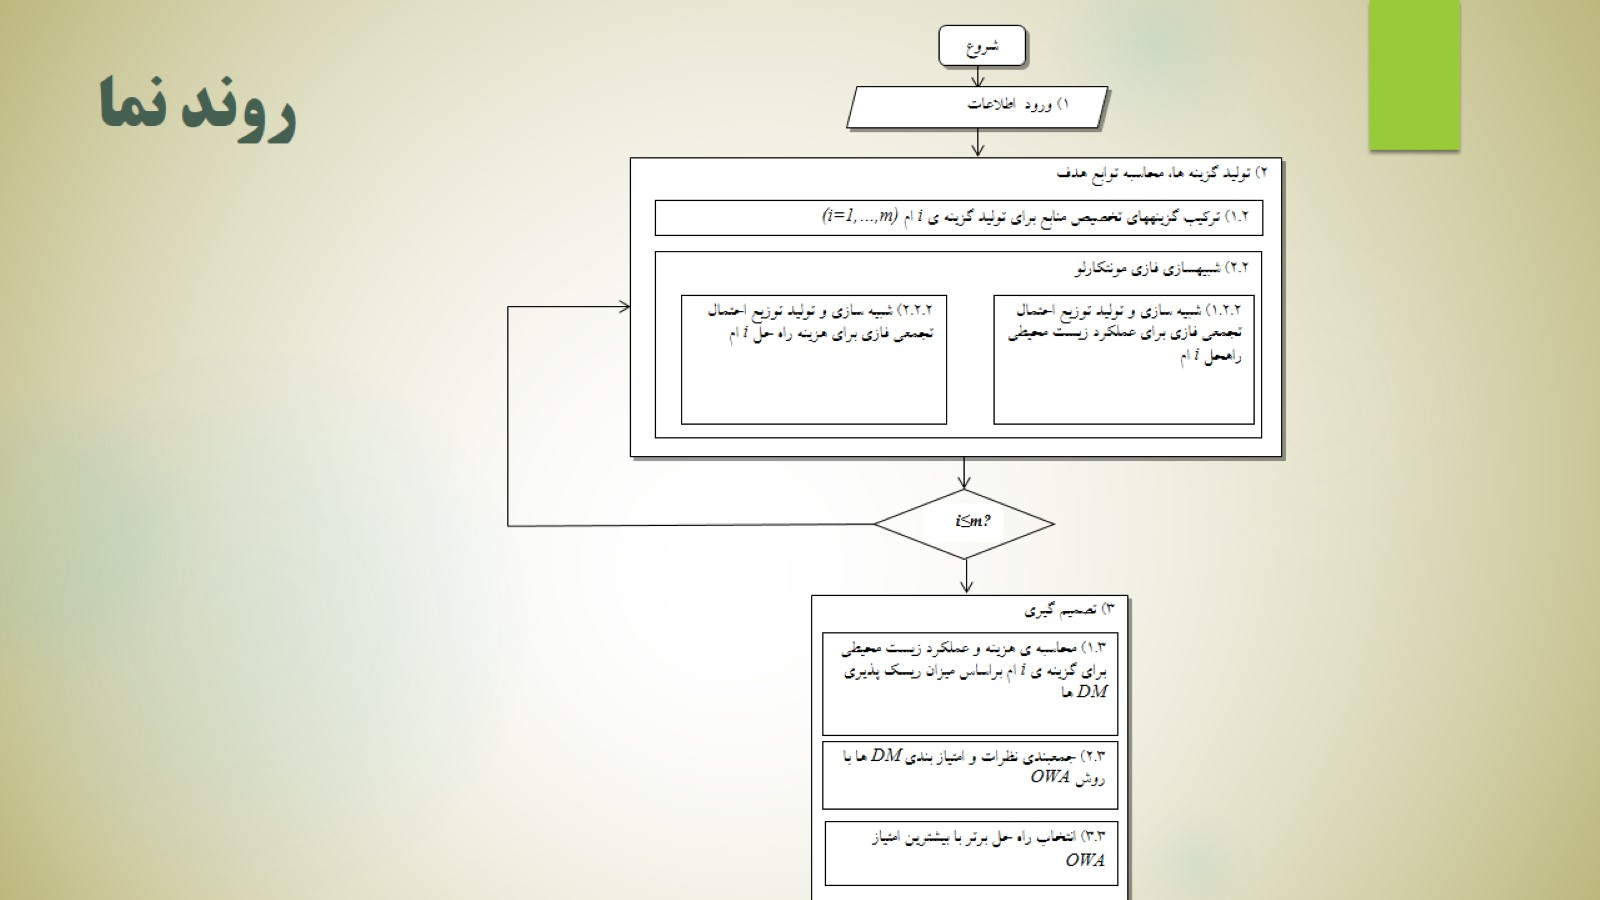 روند نما
شروع
۱) ورود اطلاعات
۲) تولید گزینه ها، محاسبه توابع هدف
۱.۲) ترکیب گزینههای تخصیص منابع برای تولید گزینه ی i ام (i=1,…,m)
۲.۲) شبیهسازی فازی مونتکارلو
۱.۲.۲) شبیه سازی و تولید توزیع احتمال
تجمعی فازی برای عملکرد زیست محیطی
راهحل i ام
۲.۲.۲) شبیه سازی و تولید توزیع احتمال
تجمعی فازی برای هزینه راه حل i ام
i≤m?
۳) تصمیم گیری
۱.۳) محاسبه ی هزینه و عملکرد زیست محیطی
برای گزینه ی i ام براساس میزان ریسک پذیری
DM ها
۲.۳) جمعبندی نظرات و امتیاز بندی DM ها با
روش OWA
۳.۳) انتخاب راه حل برتر با بیشترین امتیاز
OWA